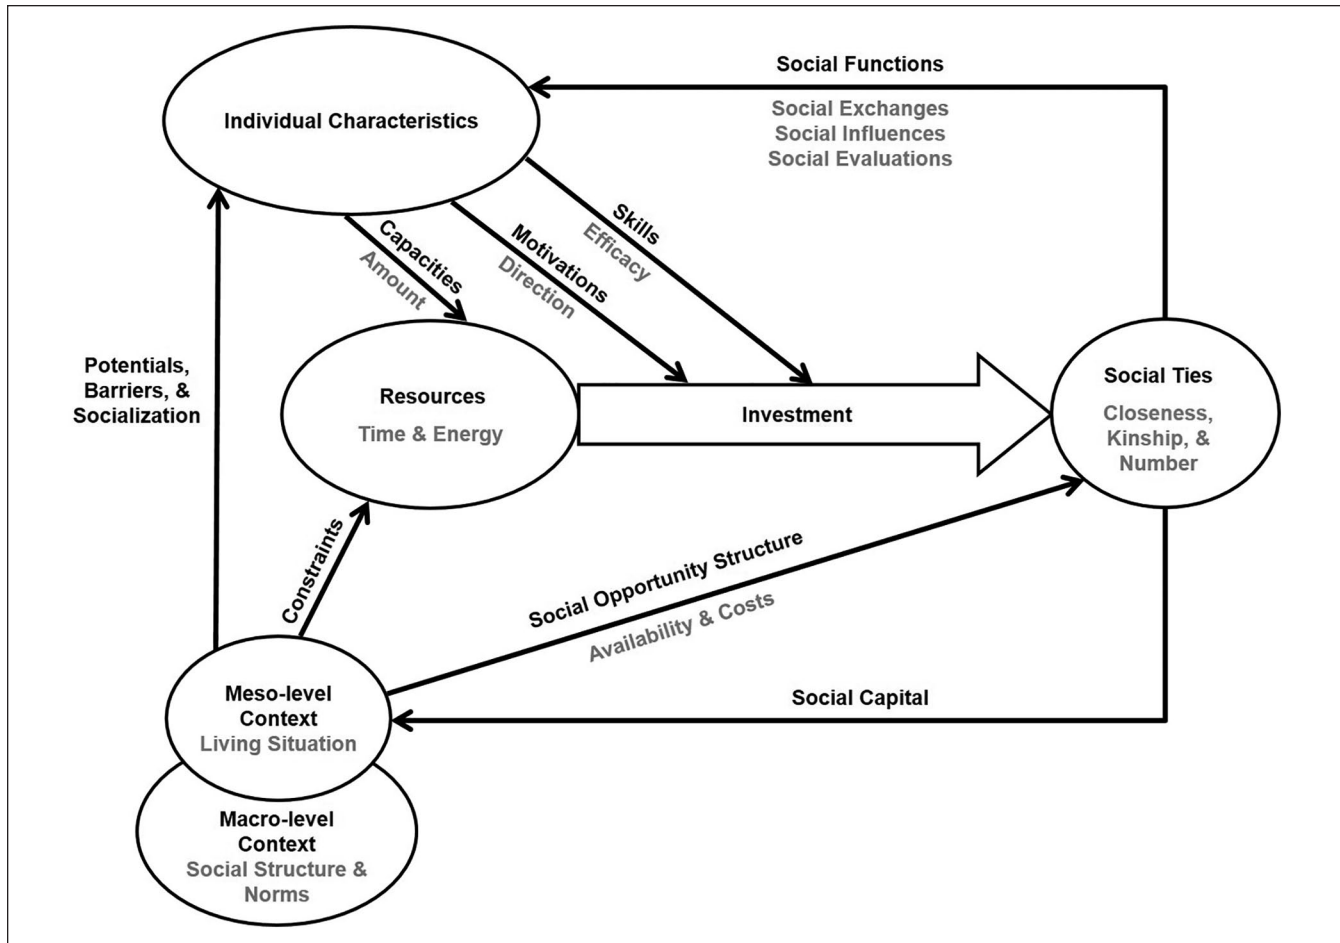 Social Functions
Individual Characteristics
Social Exchanges
Social Influences
Social Evaluations
Skills
Efficacy
Motivations
Direction
Capacities
Amount
Potentials,
Barriers, &
Socialization
Resources
Time & Energy
Investment
Social Ties
Closeness,
Kinship, &
Number
Constraints
Social Opportunity Structure
Availability & Costs
Meso-level
Context
Living Situation
Social Capital
Macro-level
Context
Social Structure &
Norms